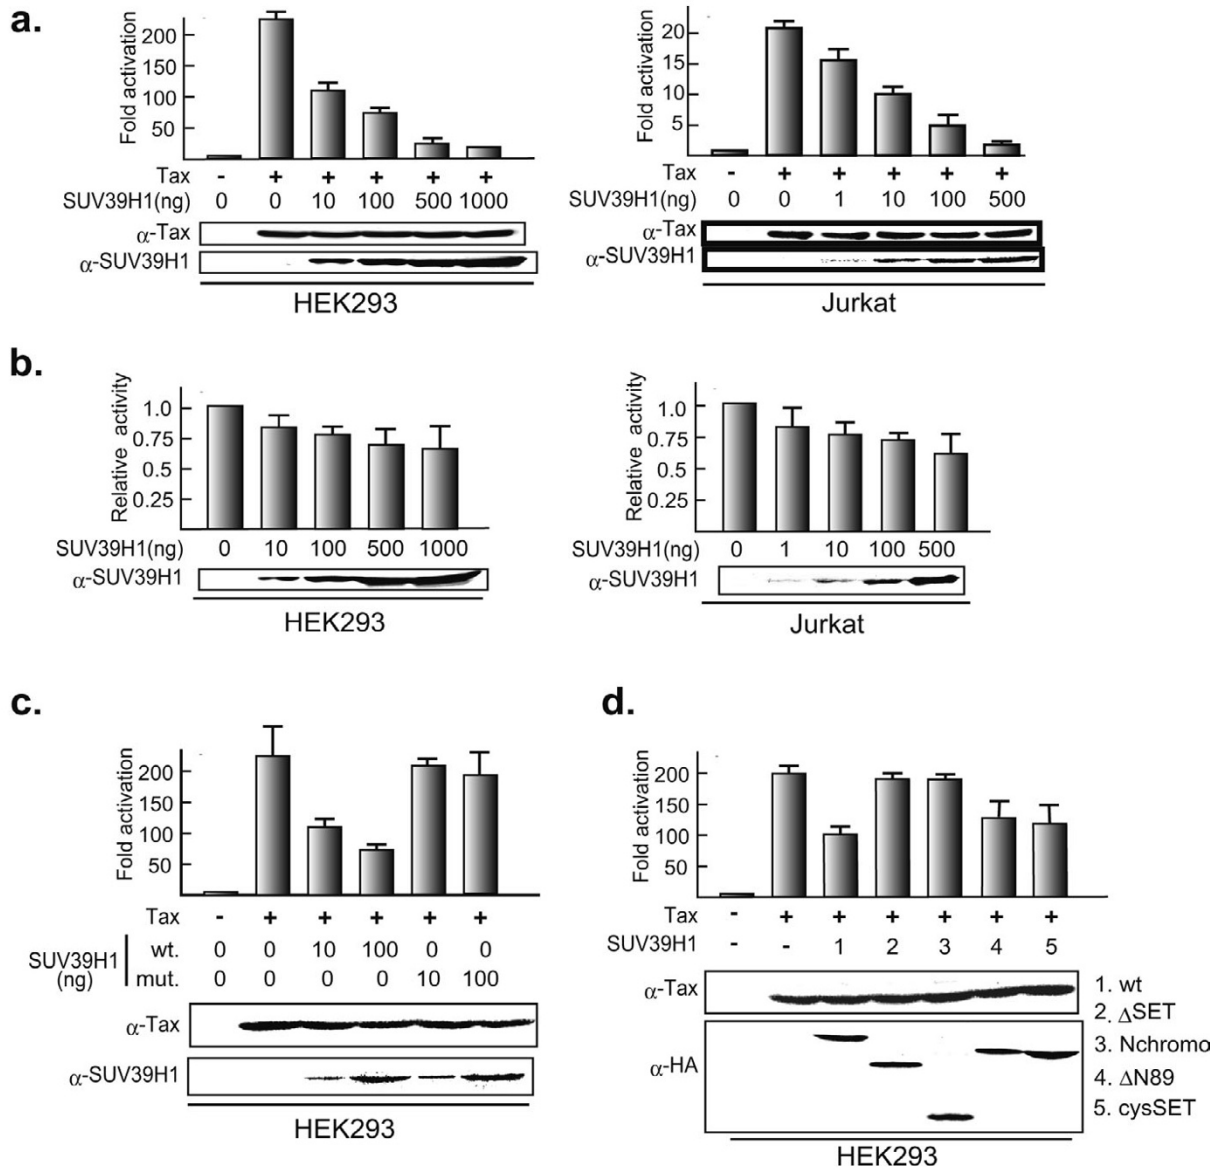 a.
Fold activation
200
150
100
50
Tax - + + + + +
SUV39H1(ng) 0 0 10 100 500 1000
α-Tax
α-SUV39H1
HEK293
Fold activation
20
15
10
5
Tax - + + + + +
SUV39H1(ng) 0 0 1 10 100 500
α-Tax
α-SUV39H1
Jurkat
b.
Relative activity
1.0
0.75
0.5
0.25
SUV39H1(ng) 0 10 100 500 1000
α-SUV39H1
HEK293
Relative activity
1.0
0.75
0.5
0.25
SUV39H1(ng) 0 1 10 100 500
α-SUV39H1
Jurkat
c.
Fold activation
200
150
100
50
Tax - + + + + +
SUV39H1 (ng)
wt. 0 0 10 100 0 0
mut. 0 0 0 0 10 100
α-Tax
α-SUV39H1
HEK293
d.
Fold activation
200
150
100
50
Tax - + + + + + +
SUV39H1 - - 1 2 3 4 5
α-Tax
α-HA
1. wt
2. ΔSET
3. Nchromo
4. ΔN89
5. cysSET
HEK293